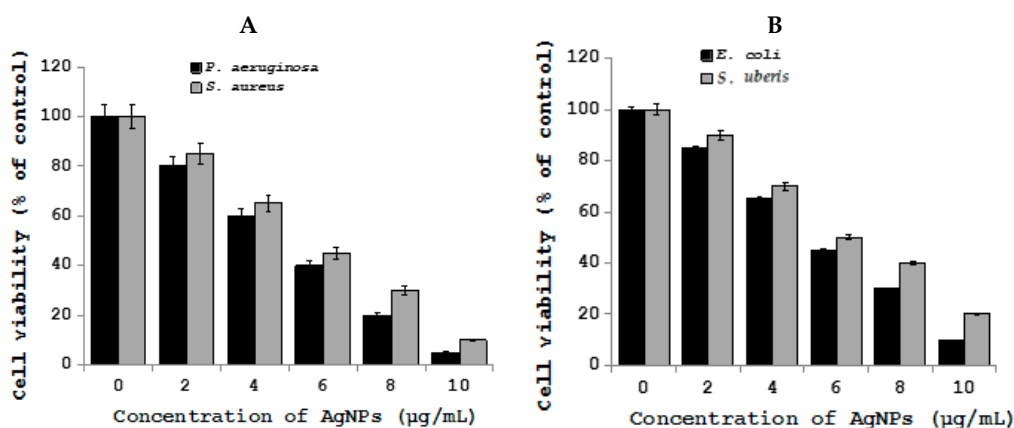 A
Cell viability (% of control)
120
100
80
60
40
20
0
P. aeruginosa
S. aureus
0 2 4 6 8 10
Concentration of AgNPs (µg/mL)
B
Cell viability (% of control)
120
100
80
60
40
20
0
E. coli
S. uberis
0 2 4 6 8 10
Concentration of AgNPs (µg/mL)